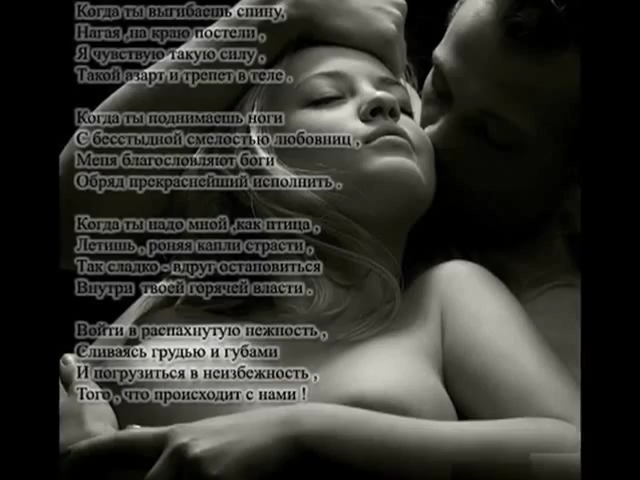 Когда ты выгибаешь спину,
Нагая ,на краю постели ,
Я чувствую такую силу ,
Такой азарт и трепет в теле .
Когда ты поднимаешь ноги
С бесстыдной смелостью любовниц ,
Меня благословляют боги
Обряд прекраснейший исполнить .
Когда ты надо мной ,как птица ,
Летишь , роняя капли страсти ,
Так сладко - вдруг остановиться
Внутри твоей горячей власти .
Войти в распахнутую нежность ,
Сливаясь грудью и губами
И погрузиться в неизбежность ,
Того , что происходит с нами !